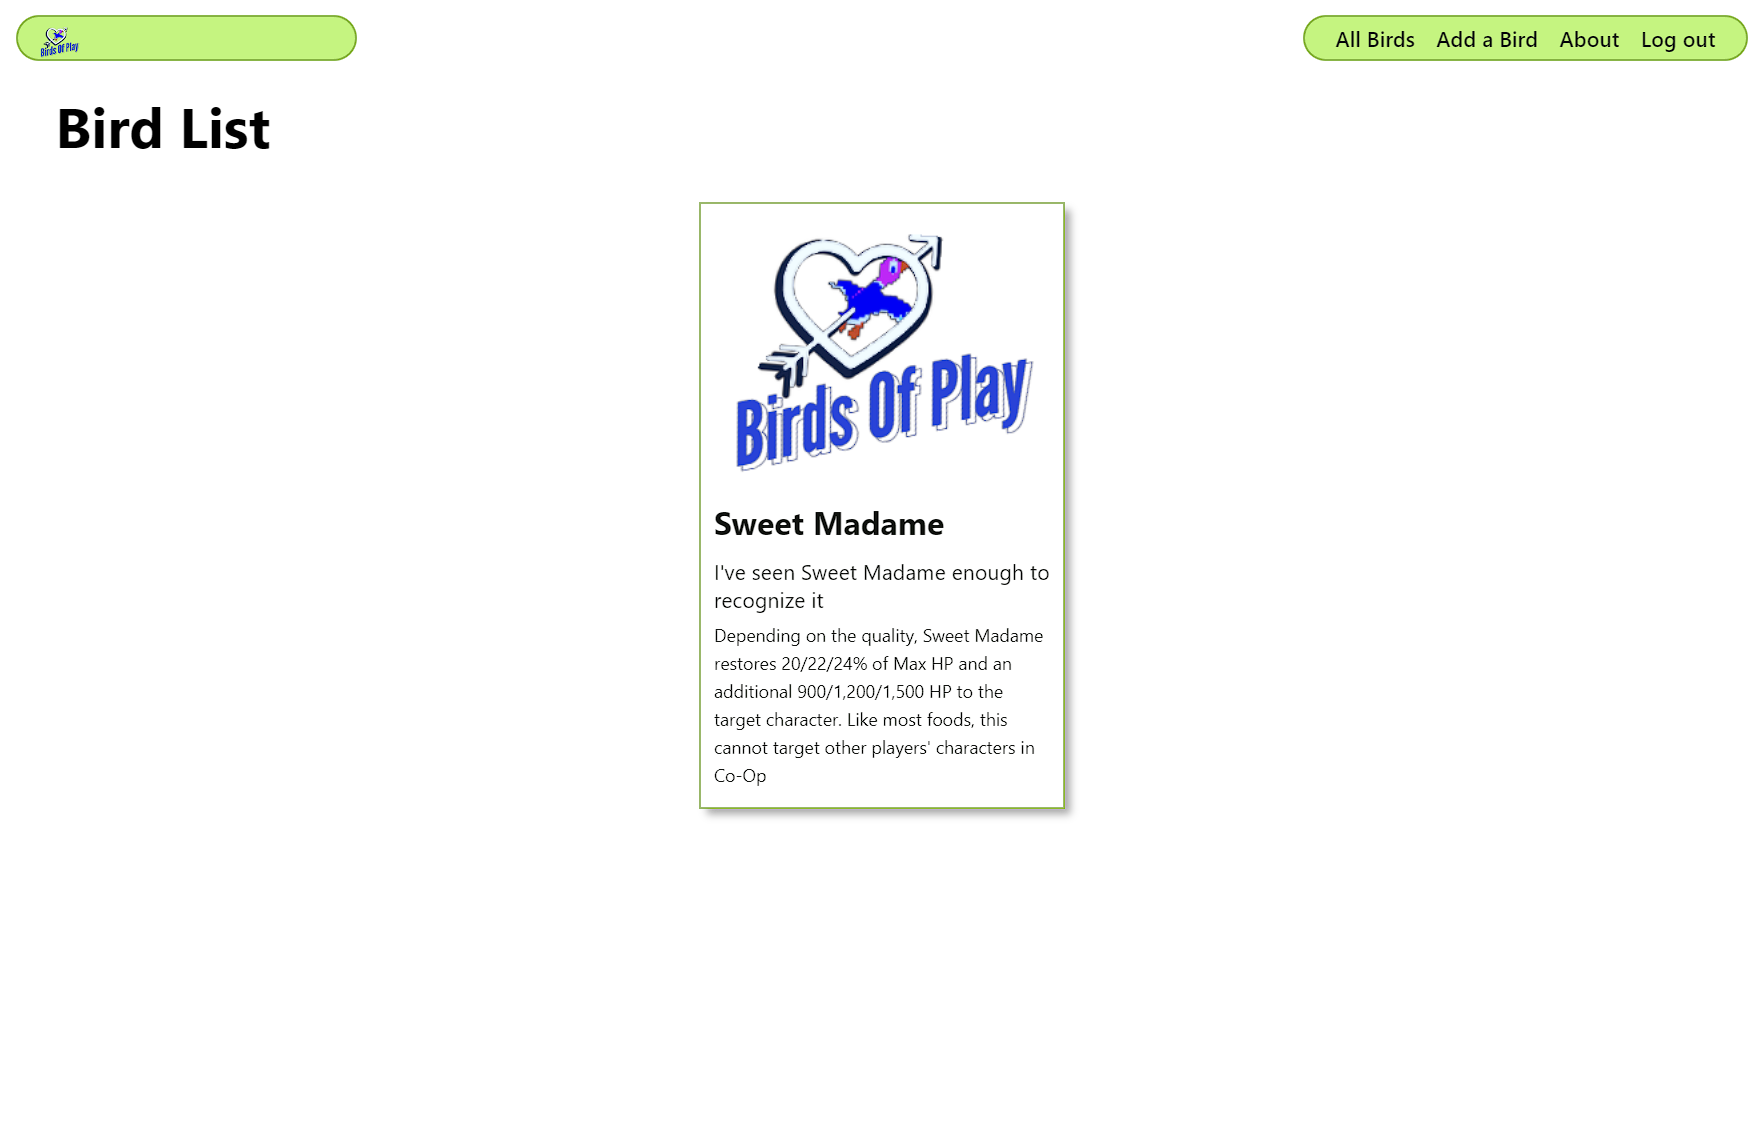 Birds Of Play
All Birds Add a Bird About Log out
Bird List
Birds Of Play
Sweet Madame
I've seen Sweet Madame enough to
recognize it
Depending on the quality, Sweet Madame
restores 20/22/24% of Max HP and an
additional 900/1,200/1,500 HP to the
target character. Like most foods, this
cannot target other players' characters in
Co-Op